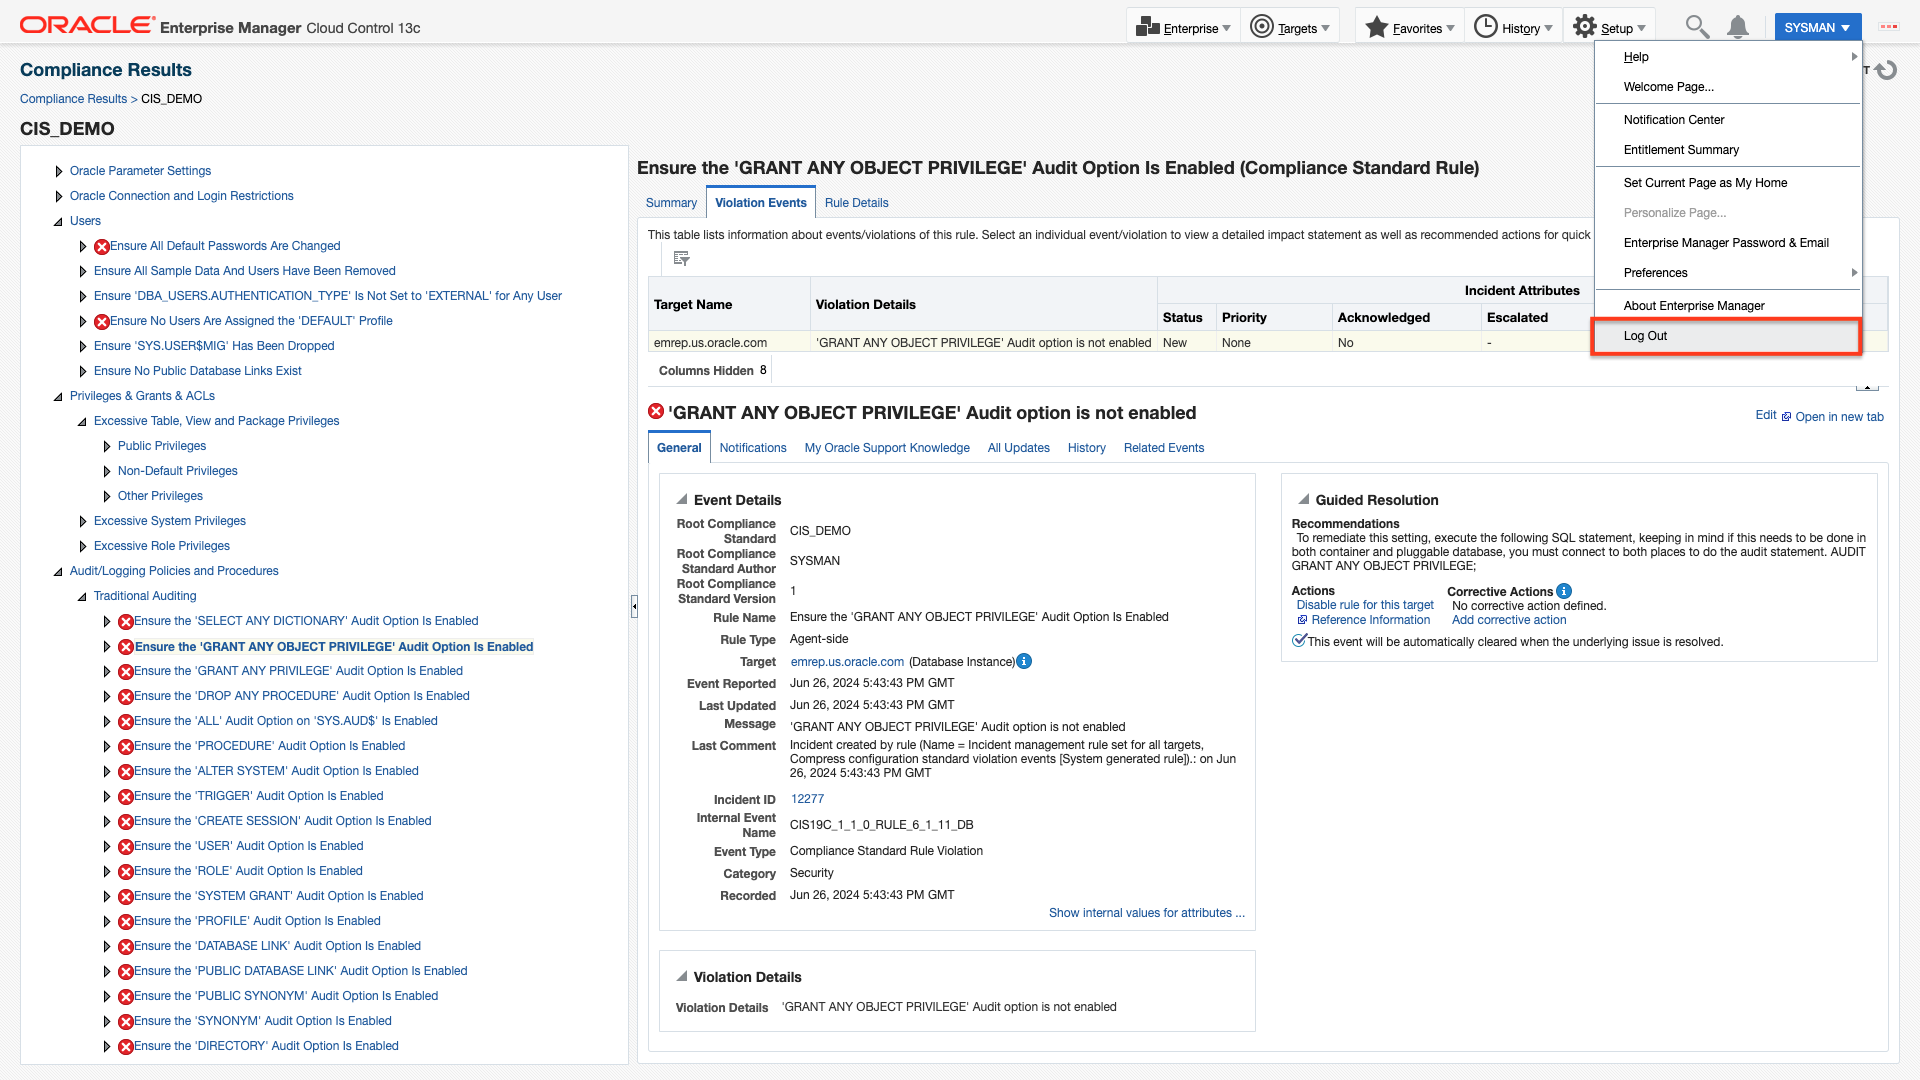 ORACLE Enterprise Manager Cloud Control 13c
Enterprise Targets Favorites History Setup SYSMAN
Compliance Results
Compliance Results > CIS_DEMO
CIS_DEMO
Oracle Parameter Settings
Oracle Connection and Login Restrictions
Users
Ensure All Default Passwords Are Changed
Ensure All Sample Data And Users Have Been Removed
Ensure 'DBA_USERS.AUTHENTICATION_TYPE' Is Not Set to 'EXTERNAL' for Any User
Ensure No Users Are Assigned the 'DEFAULT' Profile
Ensure 'SYS.USER$MIG' Has Been Dropped
Ensure No Public Database Links Exist
Privileges & Grants & ACLs
Excessive Table, View and Package Privileges
Public Privileges
Non-Default Privileges
Other Privileges
Excessive System Privileges
Excessive Role Privileges
Audit/Logging Policies and Procedures
Traditional Auditing
Ensure the 'SELECT ANY DICTIONARY' Audit Option Is Enabled
Ensure the 'GRANT ANY OBJECT PRIVILEGE' Audit Option Is Enabled
Ensure the 'GRANT ANY PRIVILEGE' Audit Option Is Enabled
Ensure the 'DROP ANY PROCEDURE' Audit Option Is Enabled
Ensure the 'ALL' Audit Option on 'SYS.AUD$' Is Enabled
Ensure the 'PROCEDURE' Audit Option Is Enabled
Ensure the 'ALTER SYSTEM' Audit Option Is Enabled
Ensure the 'TRIGGER' Audit Option Is Enabled
Ensure the 'CREATE SESSION' Audit Option Is Enabled
Ensure the 'USER' Audit Option Is Enabled
Ensure the 'ROLE' Audit Option Is Enabled
Ensure the 'SYSTEM GRANT' Audit Option Is Enabled
Ensure the 'PROFILE' Audit Option Is Enabled
Ensure the 'DATABASE LINK' Audit Option Is Enabled
Ensure the 'PUBLIC DATABASE LINK' Audit Option Is Enabled
Ensure the 'PUBLIC SYNONYM' Audit Option Is Enabled
Ensure the 'SYNONYM' Audit Option Is Enabled
Ensure the 'DIRECTORY' Audit Option Is Enabled
Ensure the 'GRANT ANY OBJECT PRIVILEGE' Audit Option Is Enabled (Compliance Standard Rule)
Summary Violation Events Rule Details
This table lists information about events/violations of this rule. Select an individual event/violation to view a detailed impact statement as well as recommended actions for quick
Target Name Violation Details Incident Attributes
Status Priority Acknowledged Escalated
emrep.us.oracle.com 'GRANT ANY OBJECT PRIVILEGE' Audit option is not enabled New None No -
Columns Hidden 8
'GRANT ANY OBJECT PRIVILEGE' Audit option is not enabled
Edit Open in new tab
General Notifications My Oracle Support Knowledge All Updates History Related Events
Event Details
Root Compliance
Standard CIS_DEMO
Root Compliance
Standard Author SYSMAN
Root Compliance
Standard Version 1
Rule Name Ensure the 'GRANT ANY OBJECT PRIVILEGE' Audit Option Is Enabled
Rule Type Agent-side
Target emrep.us.oracle.com (Database Instance)
Event Reported Jun 26, 2024 5:43:43 PM GMT
Last Updated Jun 26, 2024 5:43:43 PM GMT
Message 'GRANT ANY OBJECT PRIVILEGE' Audit option is not enabled
Last Comment Incident created by rule (Name = Incident management rule set for all targets,
Compress configuration standard violation events [System generated rule]).: on Jun
26, 2024 5:43:43 PM GMT
Incident ID 12277
Internal Event
Name CIS19C_1_1_0_RULE_6_1_11_DB
Event Type Compliance Standard Rule Violation
Category Security
Recorded Jun 26, 2024 5:43:43 PM GMT
Show internal values for attributes ...
Violation Details
Violation Details 'GRANT ANY OBJECT PRIVILEGE' Audit option is not enabled
Guided Resolution
Recommendations
To remediate this setting, execute the following SQL statement, keeping in mind if this needs to be done in
both container and pluggable database, you must connect to both places to do the audit statement. AUDIT
GRANT ANY OBJECT PRIVILEGE;
Actions Corrective Actions
Disable rule for this target No corrective action defined.
Reference Information Add corrective action
This event will be automatically cleared when the underlying issue is resolved.
Help
Welcome Page...
Notification Center
Entitlement Summary
Set Current Page as My Home
Personalize Page...
Enterprise Manager Password & Email
Preferences
About Enterprise Manager
Log Out
T